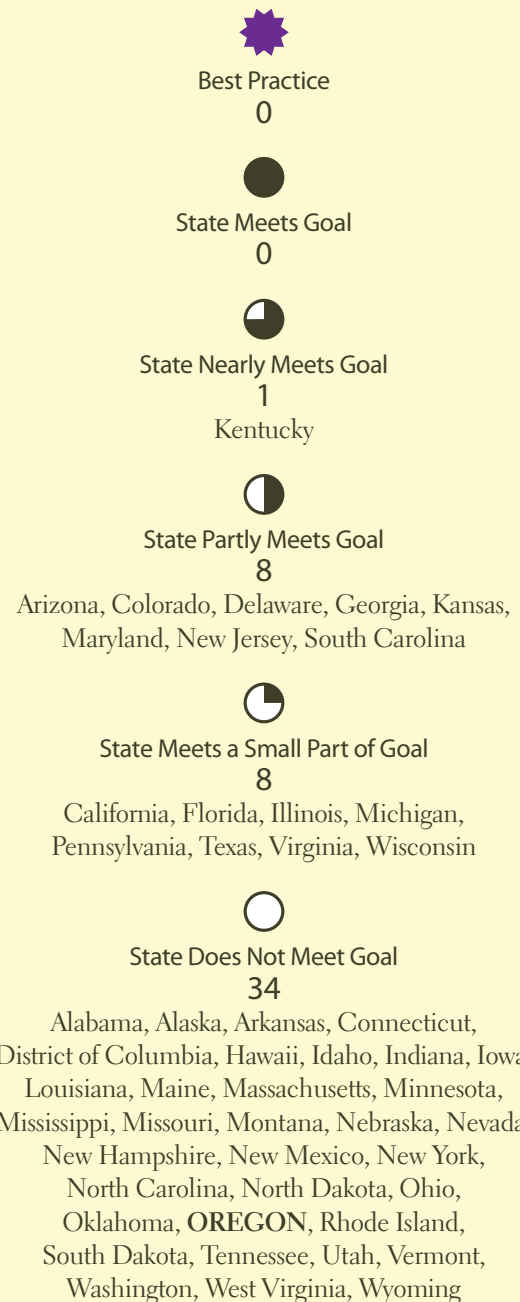 Best Practice
0
State Meets Goal
0
State Nearly Meets Goal
1
Kentucky
State Partly Meets Goal
8
Arizona, Colorado, Delaware, Georgia, Kansas,
Maryland, New Jersey, South Carolina
State Meets a Small Part of Goal
8
California, Florida, Illinois, Michigan,
Pennsylvania, Texas, Virginia, Wisconsin
State Does Not Meet Goal
34
Alabama, Alaska, Arkansas, Connecticut,
District of Columbia, Hawaii, Idaho, Indiana, Iowa
Louisiana, Maine, Massachusetts, Minnesota,
Mississippi, Missouri, Montana, Nebraska, Nevada
New Hampshire, New Mexico, New York,
North Carolina, North Dakota, Ohio,
Oklahoma, OREGON, Rhode Island,
South Dakota, Tennessee, Utah, Vermont,
Washington, West Virginia, Wyoming